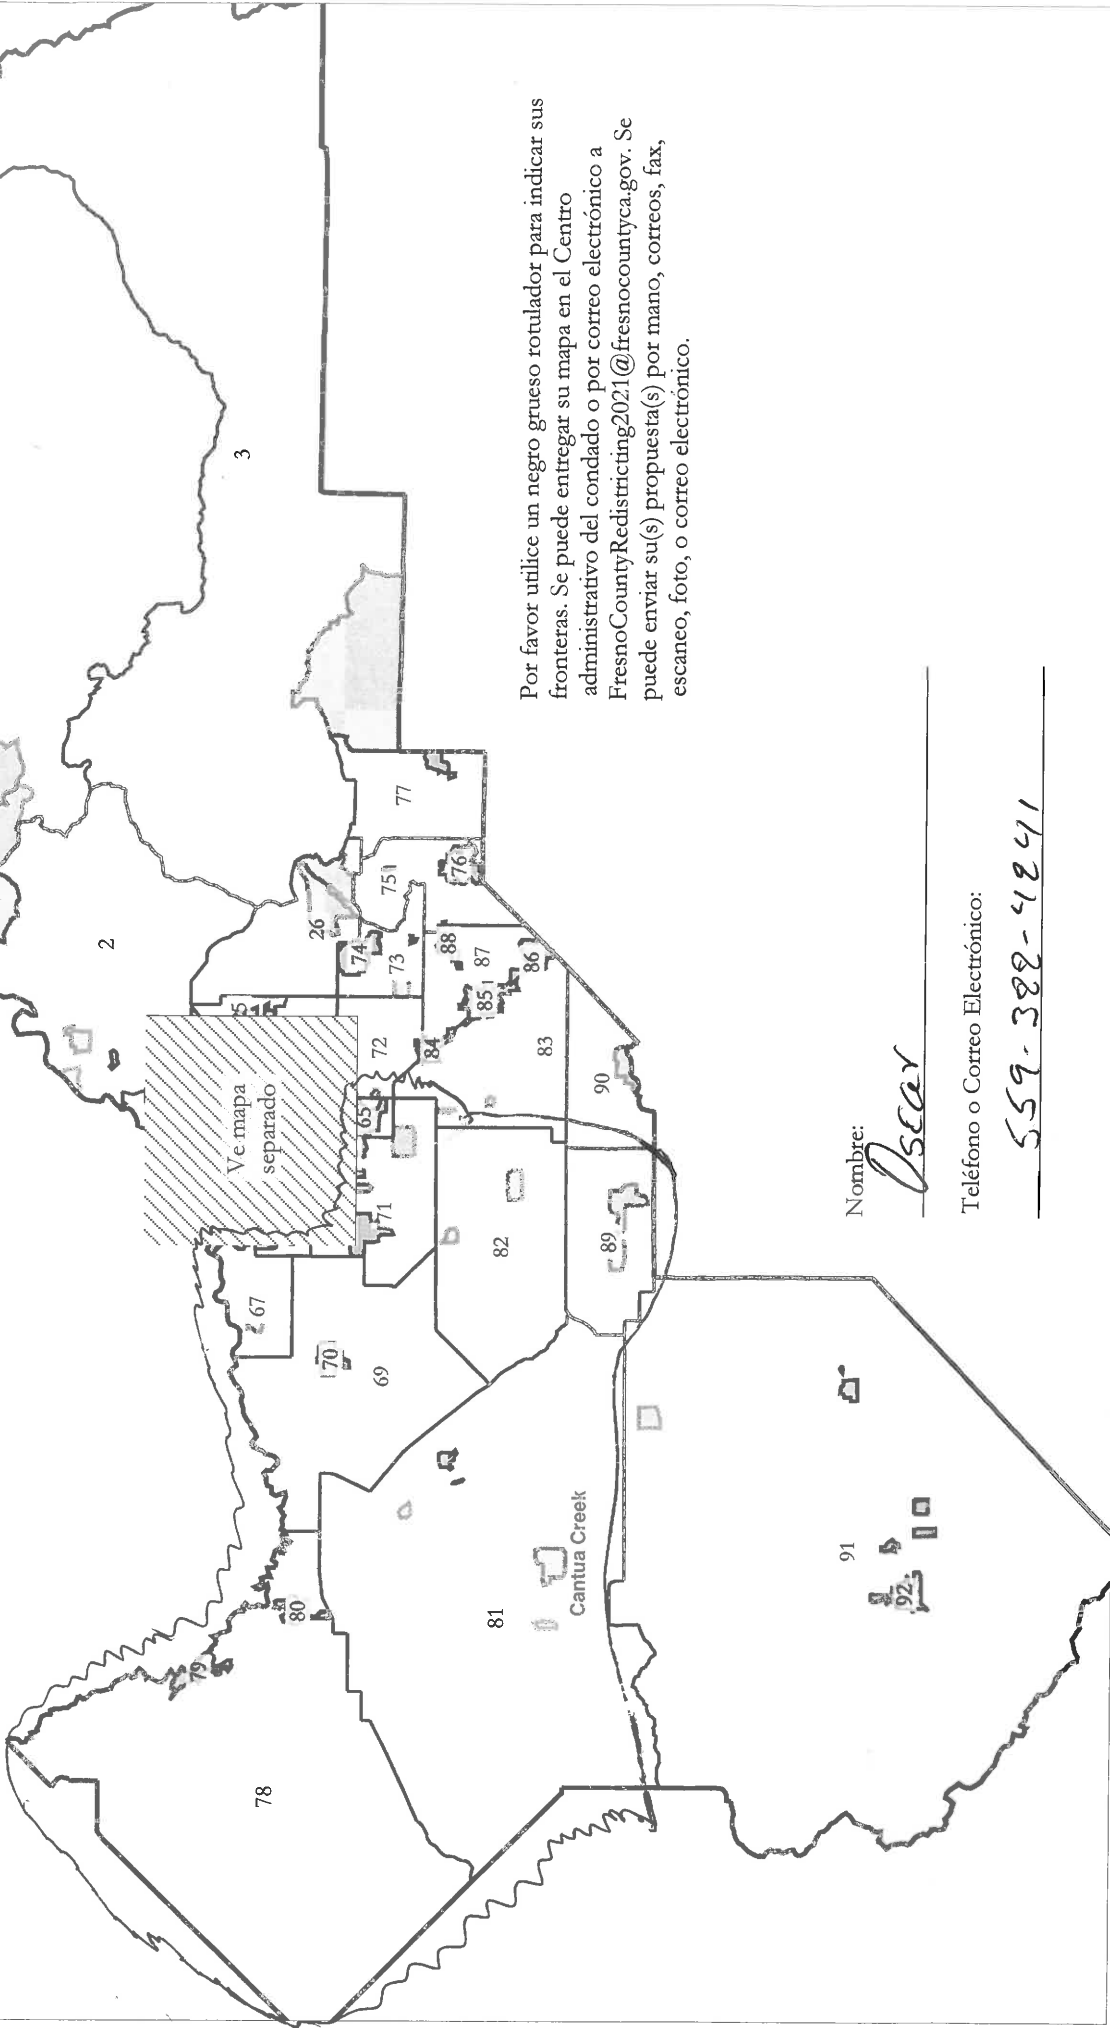 Por favor utilice un negro grueso rotulador para indicar sus
fronteras. Se puede entregar su mapa en el Centro
administrativo del condado o por correo electrónico a
FresnoCountyRedistricting2021@fresnocountyca.gov. Se
puede enviar su(s) propuesta(s) por mano, correos, fax,
escaneo, foto, o correo electrónico.
Nombre:
Oscar
Teléfono o Correo Electrónico:
559-388-4241
Ve mapa
separado
Cantua Creek
2
3
26
65
67
69
70
71
72
73
74
75
76
77
78
79
80
81
82
83
84
85
86
87
88
89
90
91
92